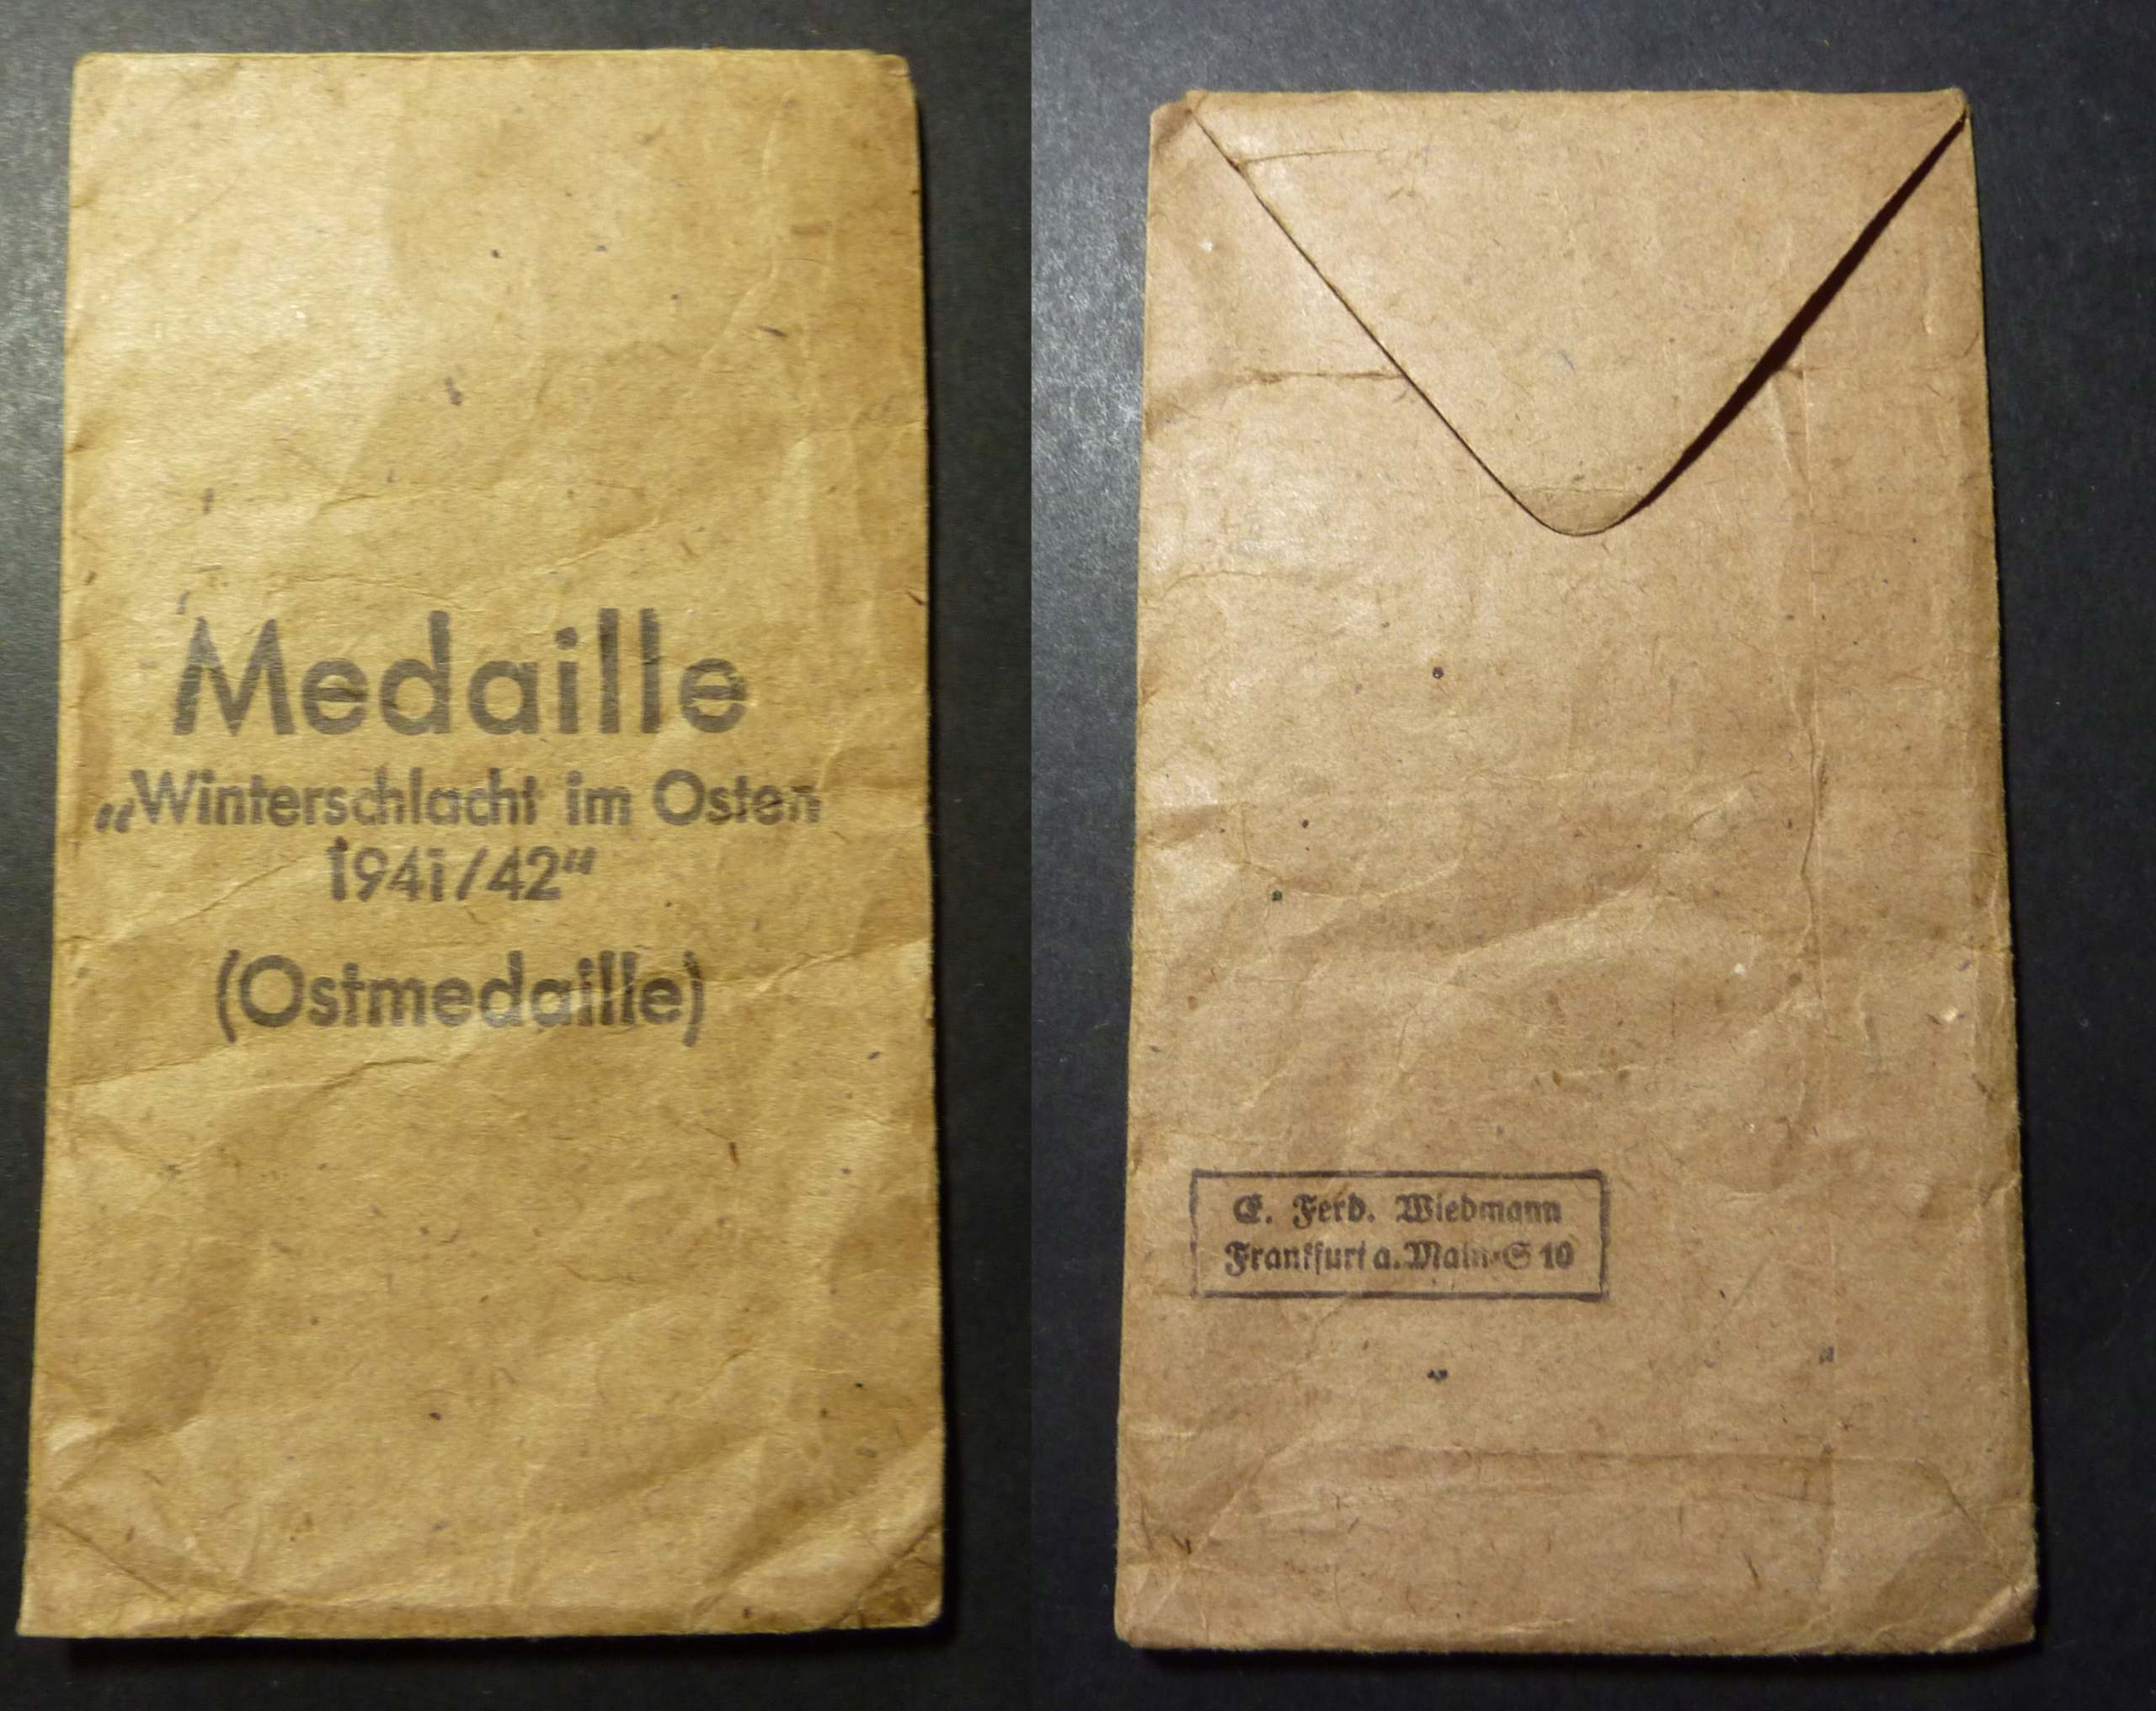 Medaille
„Winterschlacht im Osten
1941/42“
(Ostmedaille)
E. Ferd. Wiedmann
Frankfurt a. Main-S 10